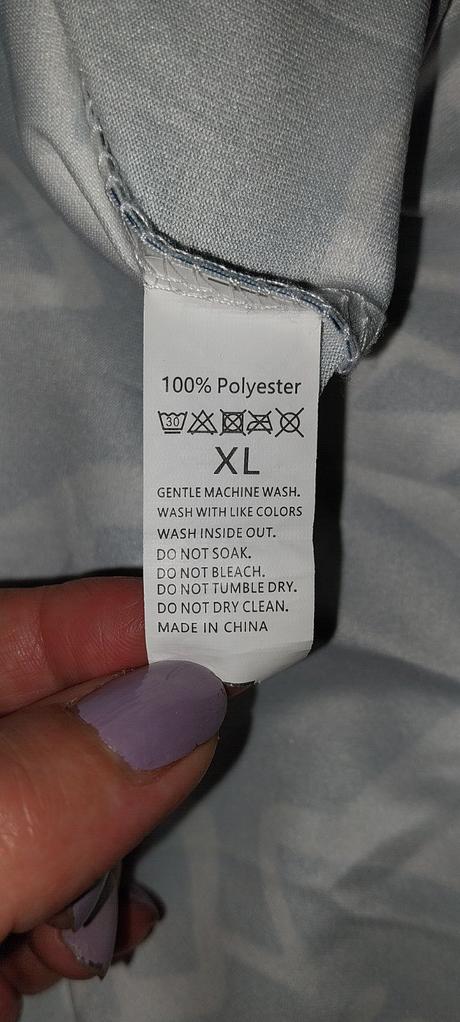 100% Polyester
30
XL
GENTLE MACHINE WASH.
WASH WITH LIKE COLORS
WASH INSIDE OUT.
DO NOT SOAK.
DO NOT BLEACH.
DO NOT TUMBLE DRY.
DO NOT DRY CLEAN.
MADE IN CHINA